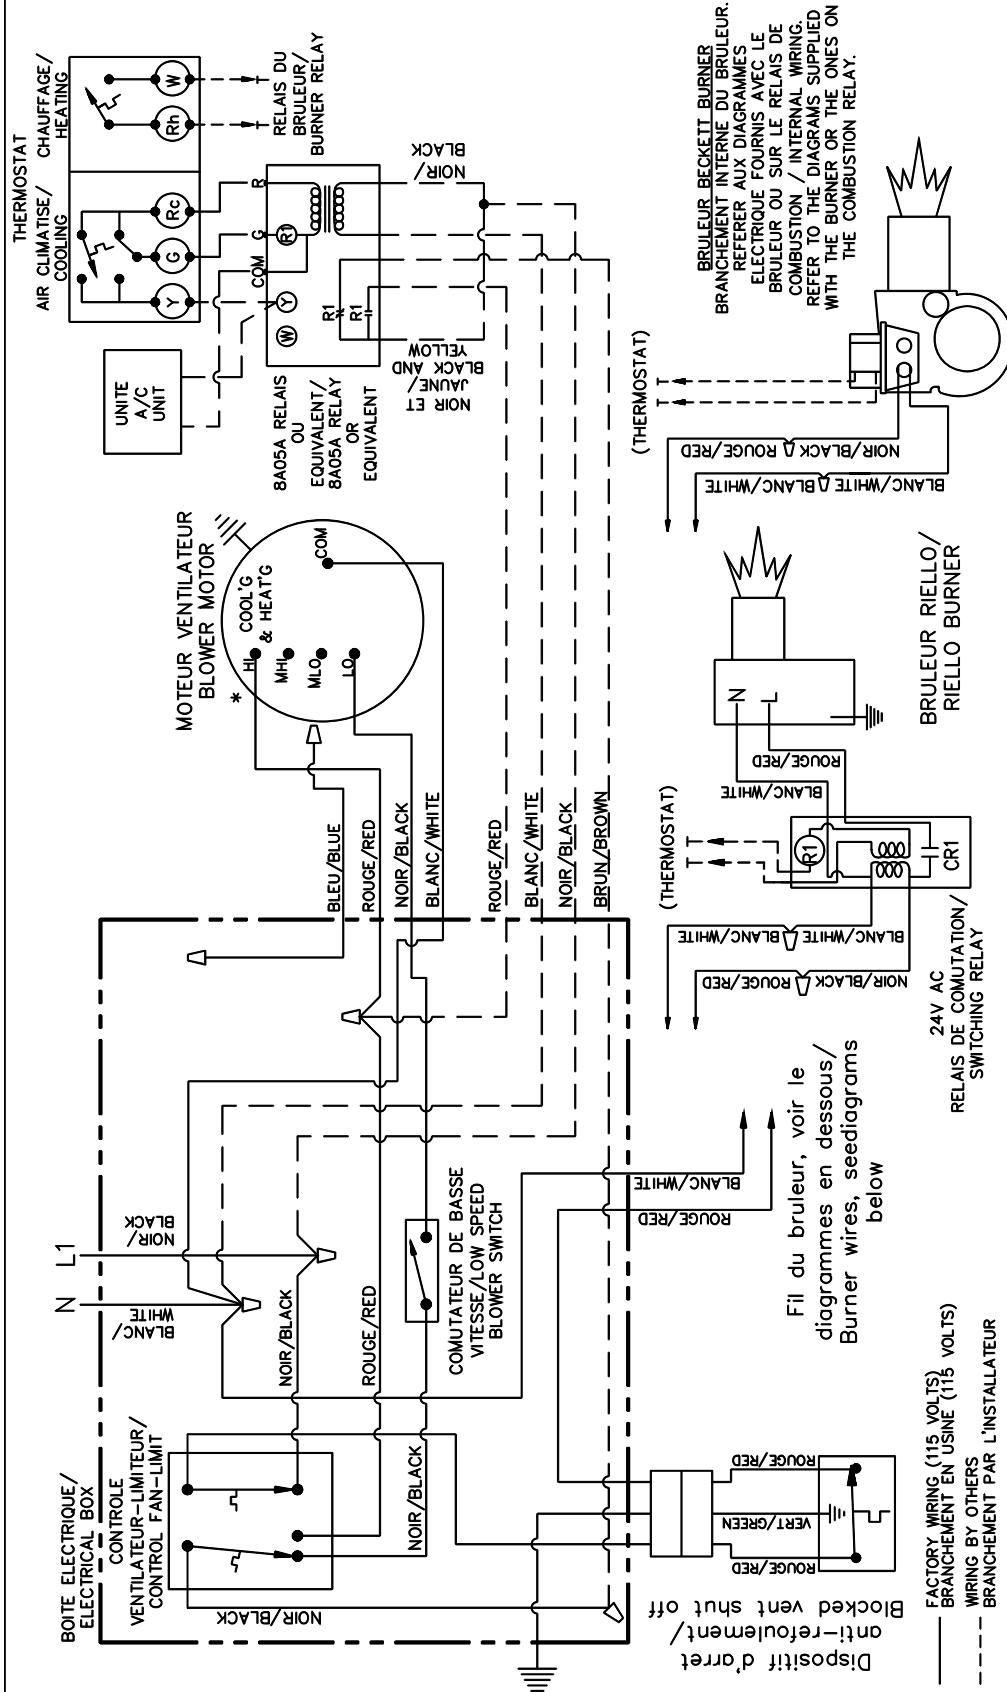 THERMOSTAT
AIR CLIMATISE/
COOLING
CHAUFFAGE/
HEATING
Y
G
Rc
Rh
W
RELAIS DU
BRULEUR/
BURNER RELAY
UNITE
A/C
UNIT
W
Y
COM
G
R
R1
R1
R1
8A05A RELAIS
OU
EQUIVALENT/
8A05A RELAY
OR
EQUIVALENT
NOIR ET
JAUNE/
BLACK AND
YELLOW
NOIR/
BLACK
MOTEUR VENTILATEUR
BLOWER MOTOR
*
COOL'G
& HEAT'G
HI
MHI
MLO
LO
COM
BLEU/BLUE
ROUGE/RED
NOIR/BLACK
BLANC/WHITE
ROUGE/RED
BLANC/WHITE
NOIR/BLACK
BRUN/BROWN
N
L1
BLANC/
WHITE
NOIR/
BLACK
BOITE ELECTRIQUE/
ELECTRICAL BOX
CONTROLE
VENTILATEUR-LIMITEUR/
CONTROL FAN-LIMIT
NOIR/BLACK
NOIR/BLACK
ROUGE/RED
NOIR/BLACK
COMUTATEUR DE BASSE
VITESSE/LOW SPEED
BLOWER SWITCH
BLANC/WHITE
ROUGE/RED
Fil du bruleur, voir le
diagrammes en dessous/
Burner wires, seediagrams
below
Dispositif d'arret
anti-refoulement/
Blocked vent shut off
ROUGE/RED
VERT/GREEN
ROUGE/RED
FACTORY WIRING (115 VOLTS)
BRANCHEMENT EN USINE (115 VOLTS)
WIRING BY OTHERS
BRANCHEMENT PAR L'INSTALLATEUR
(THERMOSTAT)
BLANC/WHITE
BLANC/WHITE
NOIR/BLACK
ROUGE/RED
R1
CR1
24V AC
RELAIS DE COMUTATION/
SWITCHING RELAY
BLANC/WHITE
ROUGE/RED
N
L
BRULEUR RIELLO/
RIELLO BURNER
(THERMOSTAT)
NOIR/BLACK
ROUGE/RED
BLANC/WHITE
BLANC/WHITE
BRULEUR BECKETT BURNER
BRANCHEMENT INTERNE DU BRULEUR.
REFERER AUX DIAGRAMMES
ELECTRIQUE FOURNIS AVEC LE
BRULEUR OU SUR LE RELAIS DE
COMBUSTION / INTERNAL WIRING.
REFER TO THE DIAGRAMS SUPPLIED
WITH THE BURNER OR THE ONES ON
THE COMBUSTION RELAY.